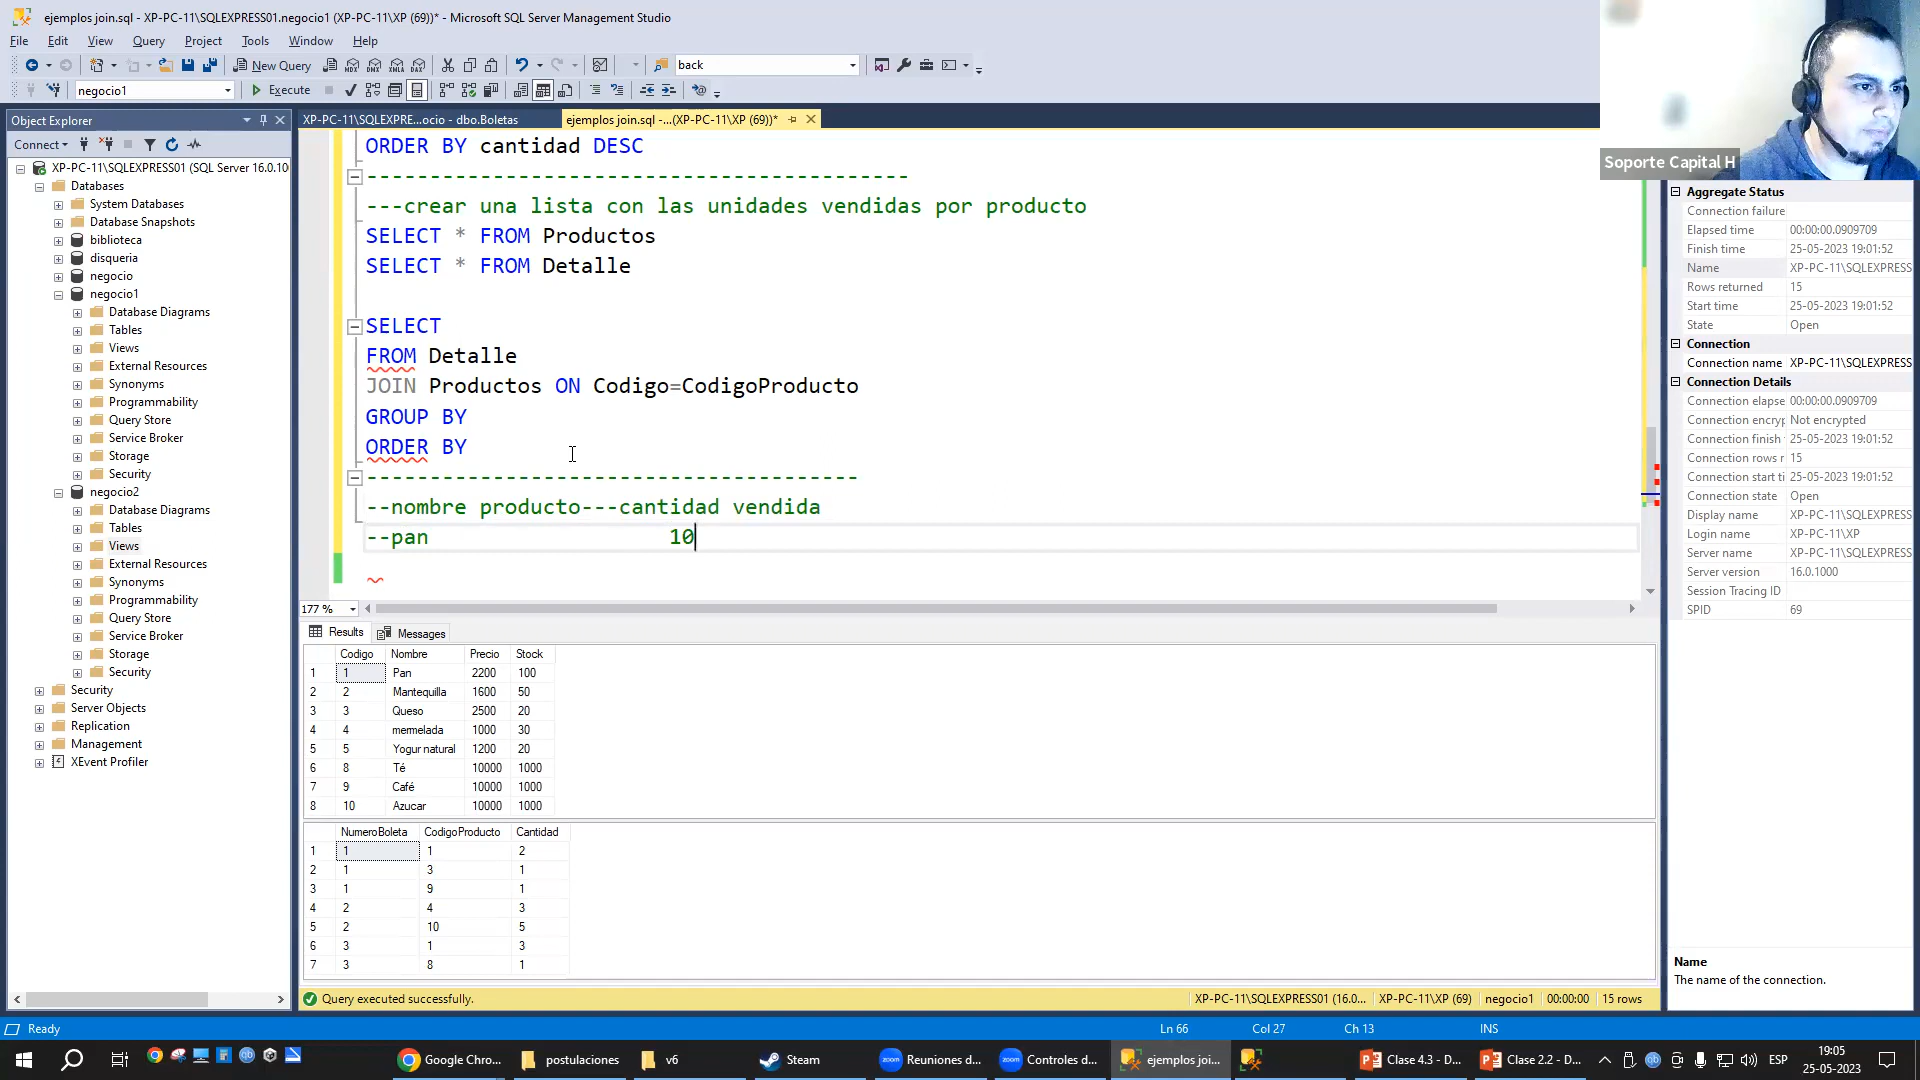 ejemplos join.sql - XP-PC-11\SQLEXPRESS01.negocio1 (XP-PC-11\XP (69))* - Microsoft SQL Server Management Studio
File Edit View Query Project Tools Window Help
New Query back
negocio1 Execute
Object Explorer
Connect
XP-PC-11\SQLEXPRESS01 (SQL Server 16.0.10
Databases
System Databases
Database Snapshots
biblioteca
disqueria
negocio
negocio1
Database Diagrams
Tables
Views
External Resources
Synonyms
Programmability
Query Store
Service Broker
Storage
Security
negocio2
Database Diagrams
Tables
Views
External Resources
Synonyms
Programmability
Query Store
Service Broker
Storage
Security
Security
Server Objects
Replication
Management
XEvent Profiler
XP-PC-11\SQLEXPRE...ocio - dbo.Boletas
ejemplos join.sql -...(XP-PC-11\XP (69))*
ORDER BY cantidad DESC
-------------------------------------------
---crear una lista con las unidades vendidas por producto
SELECT * FROM Productos
SELECT * FROM Detalle
SELECT
FROM Detalle
JOIN Productos ON Codigo=CodigoProducto
GROUP BY
ORDER BY
---------------------------------------
--nombre producto---cantidad vendida
--pan 10
177 %
Results Messages
Codigo Nombre Precio Stock
1 1 Pan 2200 100
2 2 Mantequilla 1600 50
3 3 Queso 2500 20
4 4 mermelada 1000 30
5 5 Yogur natural 1200 20
6 8 Té 10000 1000
7 9 Café 10000 1000
8 10 Azucar 10000 1000
NumeroBoleta CodigoProducto Cantidad
1 1 1 2
2 1 3 1
3 1 9 1
4 2 4 3
5 2 10 5
6 3 1 3
7 3 8 1
Query executed successfully. XP-PC-11\SQLEXPRESS01 (16.0... XP-PC-11\XP (69) negocio1 00:00:00 15 rows
Soporte Capital H
Aggregate Status
Connection failure
Elapsed time 00:00:00.0909709
Finish time 25-05-2023 19:01:52
Name XP-PC-11\SQLEXPRESS
Rows returned 15
Start time 25-05-2023 19:01:52
State Open
Connection
Connection name XP-PC-11\SQLEXPRESS
Connection Details
Connection elapse 00:00:00.0909709
Connection encryp Not encrypted
Connection finish 25-05-2023 19:01:52
Connection rows r 15
Connection start ti 25-05-2023 19:01:52
Connection state Open
Display name XP-PC-11\SQLEXPRESS
Login name XP-PC-11\XP
Server name XP-PC-11\SQLEXPRESS
Server version 16.0.1000
Session Tracing ID
SPID 69
Name
The name of the connection.
Ready Ln 66 Col 27 Ch 13 INS
Google Chro... postulaciones v6 Steam Reuniones d... Controles d... ejemplos joi... Clase 4.3 - D... Clase 2.2 - D... ESP 19:05
25-05-2023